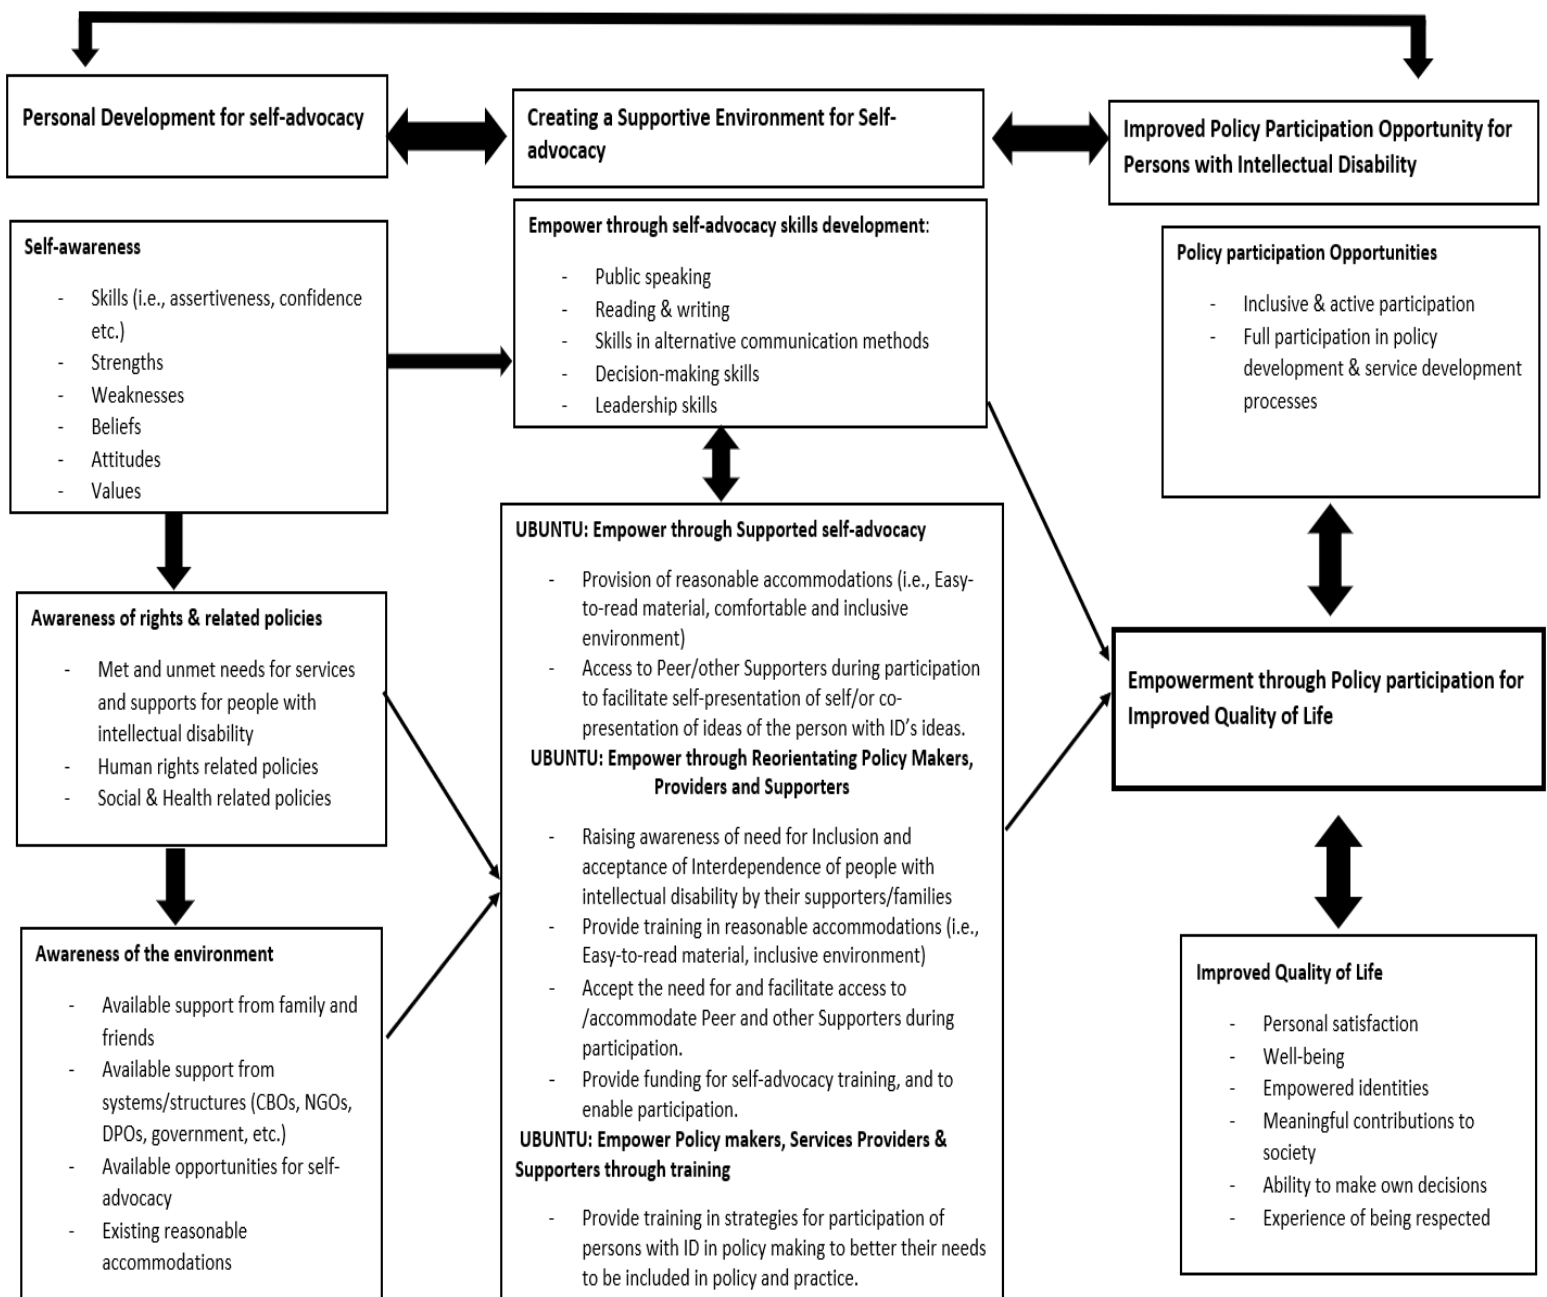 Personal Development for self-advocacy
Creating a Supportive Environment for Self-
advocacy
Improved Policy Participation Opportunity for
Persons with Intellectual Disability
Self-awareness
- Skills (i.e., assertiveness, confidence
etc.)
- Strengths
- Weaknesses
- Beliefs
- Attitudes
- Values
Awareness of rights & related policies
- Met and unmet needs for services
and supports for people with
intellectual disability
- Human rights related policies
- Social & Health related policies
Awareness of the environment
- Available support from family and
friends
- Available support from
systems/structures (CBOs, NGOs,
DPOs, government, etc.)
- Available opportunities for self-
advocacy
- Existing reasonable
accommodations
Empower through self-advocacy skills development:
- Public speaking
- Reading & writing
- Skills in alternative communication methods
- Decision-making skills
- Leadership skills
UBUNTU: Empower through Supported self-advocacy
- Provision of reasonable accommodations (i.e., Easy-
to-read material, comfortable and inclusive
environment)
- Access to Peer/other Supporters during participation
to facilitate self-presentation of self/or co-
presentation of ideas of the person with ID’s ideas.
UBUNTU: Empower through Reorientating Policy Makers,
Providers and Supporters
- Raising awareness of need for Inclusion and
acceptance of Interdependence of people with
intellectual disability by their supporters/families
- Provide training in reasonable accommodations (i.e.,
Easy-to-read material, inclusive environment)
- Accept the need for and facilitate access to
/accommodate Peer and other Supporters during
participation.
- Provide funding for self-advocacy training, and to
enable participation.
UBUNTU: Empower Policy makers, Services Providers &
Supporters through training
- Provide training in strategies for participation of
persons with ID in policy making to better their needs
to be included in policy and practice.
Policy participation Opportunities
- Inclusive & active participation
- Full participation in policy
development & service development
processes
Empowerment through Policy participation for
Improved Quality of Life
Improved Quality of Life
- Personal satisfaction
- Well-being
- Empowered identities
- Meaningful contributions to
society
- Ability to make own decisions
- Experience of being respected